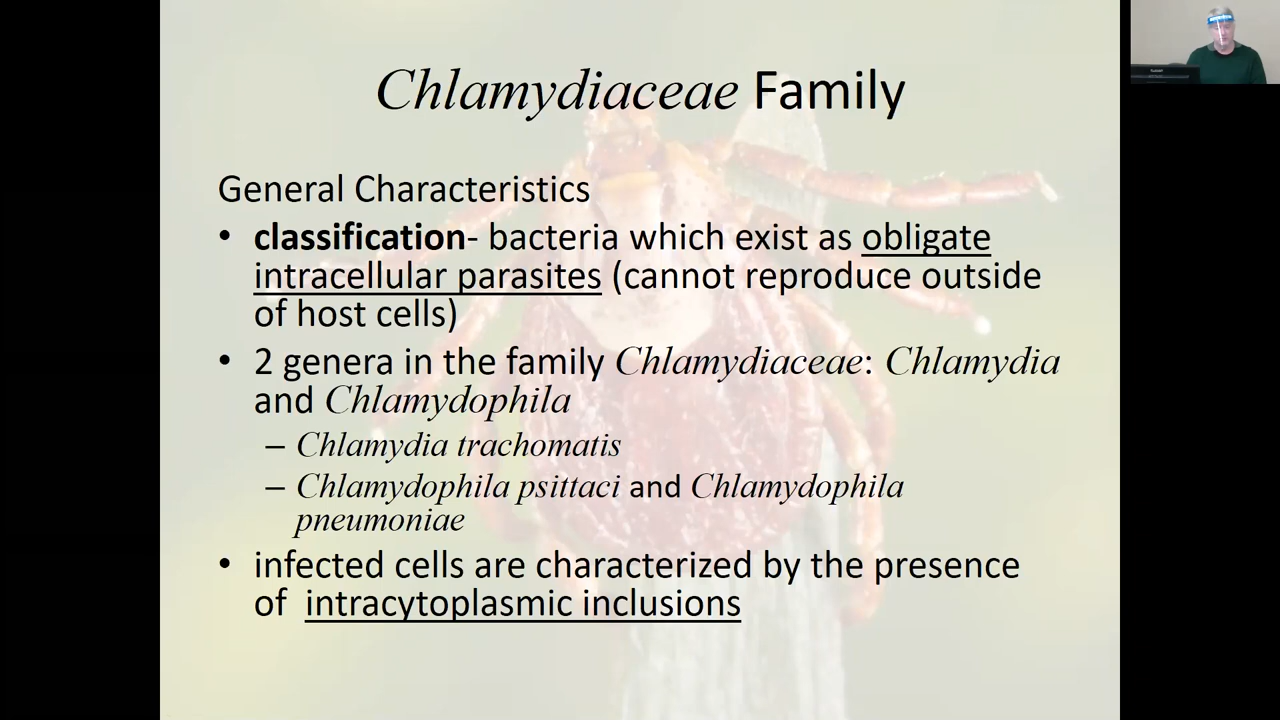 Chlamydiaceae Family
General Characteristics
• classification- bacteria which exist as obligate
intracellular parasites (cannot reproduce outside
of host cells)
• 2 genera in the family Chlamydiaceae: Chlamydia
and Chlamydophila
– Chlamydia trachomatis
– Chlamydophila psittaci and Chlamydophila
pneumoniae
• infected cells are characterized by the presence
of intracytoplasmic inclusions